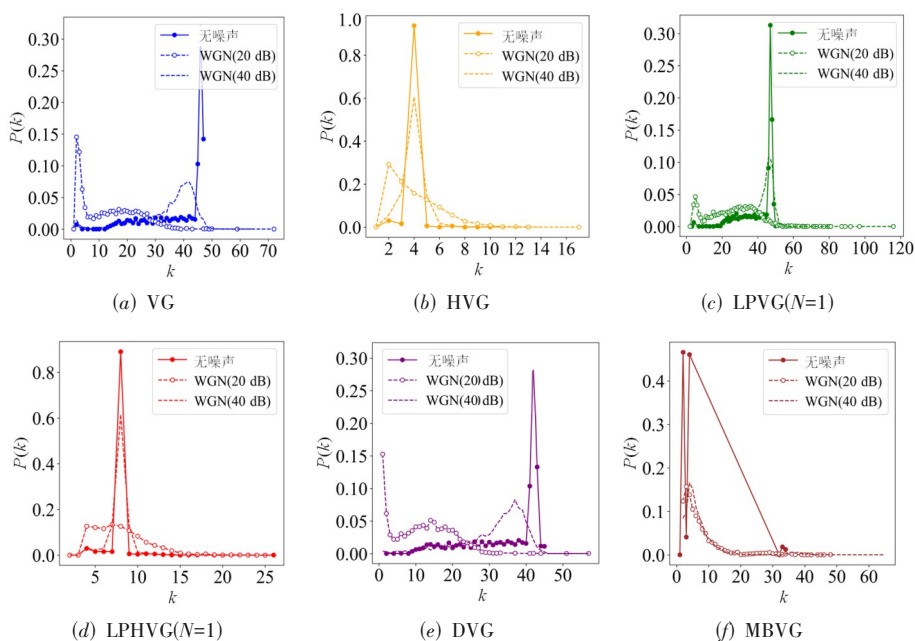 0.30
0.25
0.20
0.15
0.10
0.05
0.00
P(k)
无噪声
WGN(20 dB)
WGN(40 dB)
0 10 20 30 40 50 60 70
k
(a) VG
1.0
0.8
0.6
0.4
0.2
0.0
P(k)
无噪声
WGN(20 dB)
WGN(40 dB)
2 4 6 8 10 12 14 16
k
(b) HVG
0.30
0.25
0.20
0.15
0.10
0.05
0.00
P(k)
无噪声
WGN(20 dB)
WGN(40 dB)
0 20 40 60 80 100 120
k
(c) LPVG(N=1)
0.8
0.6
0.4
0.2
0.0
P(k)
无噪声
WGN(20 dB)
WGN(40 dB)
5 10 15 20 25
k
(d) LPHVG(N=1)
0.30
0.25
0.20
0.15
0.10
0.05
0.00
P(k)
无噪声
WGN(20)dB)
WGN(40)dB)
0 10 20 30 40 50
k
(e) DVG
0.4
0.3
0.2
0.1
0.0
P(k)
无噪声
WGN(20 dB)
WGN(40 dB)
0 10 20 30 40 50 60
k
(f) MBVG